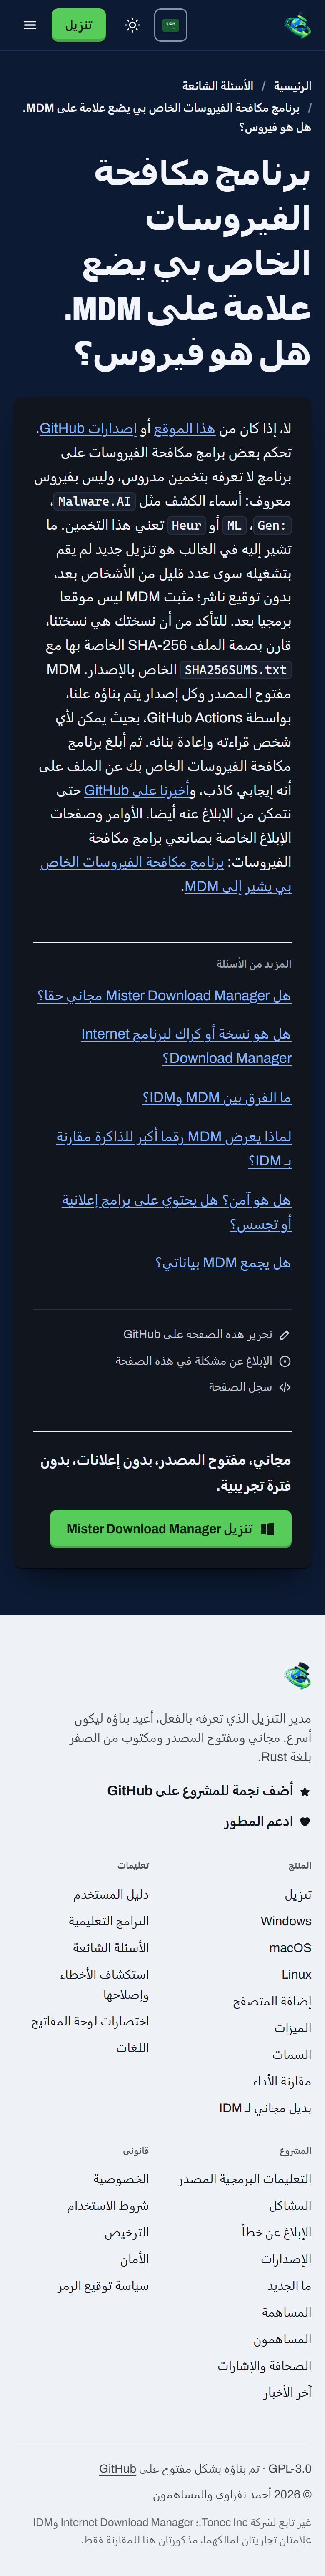 تنزيل
الرئيسية / الأسئلة الشائعة
/ برنامج مكافحة الفيروسات الخاص بي يضع علامة على MDM.
هل هو فيروس؟
برنامج مكافحة
الفيروسات
الخاص بي يضع
علامة على MDM.
هل هو فيروس؟
لا، إذا كان من هذا الموقع أو إصدارات GitHub.
تحكم بعض برامج مكافحة الفيروسات على
برنامج لا تعرفه بتخمين مدروس، وليس بفيروس
معروف: أسماء الكشف مثل Malware.AI،
Gen:، ML أو Heur تعني هذا التخمين. ما
تشير إليه في الغالب هو تنزيل جديد لم يقم
بتشغيله سوى عدد قليل من الأشخاص بعد،
بدون توقيع ناشر؛ مثبت MDM ليس موقعا
برمجيا بعد. للتأكد من أن نسختك هي نسختنا،
قارن بصمة الملف SHA-256 الخاصة بها مع
SHA256SUMS.txt الخاص بالإصدار. MDM
مفتوح المصدر وكل إصدار يتم بناؤه علنا،
بواسطة GitHub Actions، بحيث يمكن لأي
شخص قراءته وإعادة بنائه. ثم أبلغ برنامج
مكافحة الفيروسات الخاص بك عن الملف على
أنه إيجابي كاذب، وأخبرنا على GitHub حتى
نتمكن من الإبلاغ عنه أيضا. الأوامر وصفحات
الإبلاغ الخاصة بصانعي برامج مكافحة
الفيروسات: برنامج مكافحة الفيروسات الخاص
بي يشير إلى MDM.
المزيد من الأسئلة
هل Mister Download Manager مجاني حقا؟
هل هو نسخة أو كراك لبرنامج Internet
Download Manager؟
ما الفرق بين MDM وIDM؟
لماذا يعرض MDM رقما أكبر للذاكرة مقارنة
بـ IDM؟
هل هو آمن؟ هل يحتوي على برامج إعلانية
أو تجسس؟
هل يجمع MDM بياناتي؟
تحرير هذه الصفحة على GitHub
الإبلاغ عن مشكلة في هذه الصفحة
سجل الصفحة
مجاني، مفتوح المصدر، بدون إعلانات، بدون
فترة تجريبية.
تنزيل Mister Download Manager
مدير التنزيل الذي تعرفه بالفعل، أعيد بناؤه ليكون
أسرع. مجاني ومفتوح المصدر ومكتوب من الصفر
بلغة Rust.
أضف نجمة للمشروع على GitHub
ادعم المطور
المنتج
تنزيل
Windows
macOS
Linux
إضافة المتصفح
الميزات
السمات
مقارنة الأداء
بديل مجاني لـ IDM
تعليمات
دليل المستخدم
البرامج التعليمية
الأسئلة الشائعة
استكشاف الأخطاء
وإصلاحها
اختصارات لوحة المفاتيح
اللغات
المشروع
التعليمات البرمجية المصدر
المشاكل
الإبلاغ عن خطأ
الإصدارات
ما الجديد
المساهمة
المساهمون
الصحافة والإشارات
آخر الأخبار
قانوني
الخصوصية
شروط الاستخدام
الترخيص
الأمان
سياسة توقيع الرمز
GPL-3.0 · تم بناؤه بشكل مفتوح على GitHub
© 2026 أحمد نفزاوي والمساهمون
غير تابع لشركة Tonec Inc.؛ Internet Download Manager وIDM
علامتان تجاريتان لمالكهما، مذكورتان هنا للمقارنة فقط.